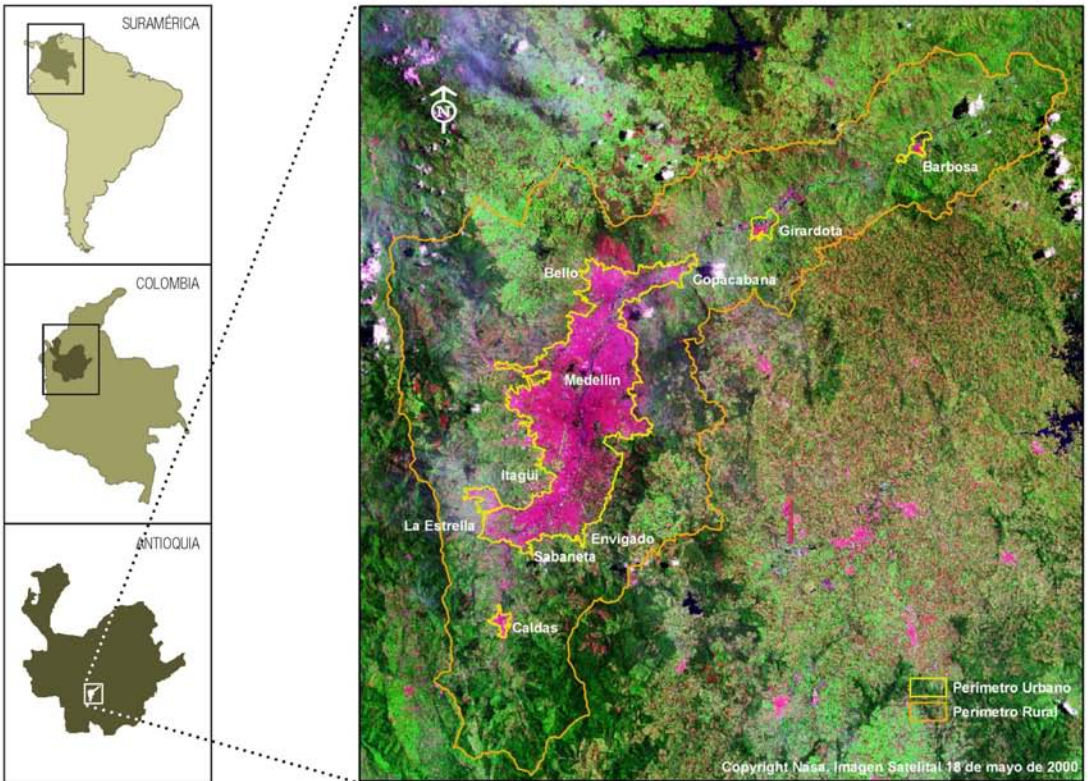 SURAMÉRICA
COLOMBIA
ANTIOQUIA
N
Barbosa
Girardota
Bello
Copacabana
Medellín
Itagüi
La Estrella
Envigado
Sabaneta
Caldas
Perímetro Urbano
Perímetro Rural
Copyright Nasa, Imagen Satelital 18 de mayo de 2000